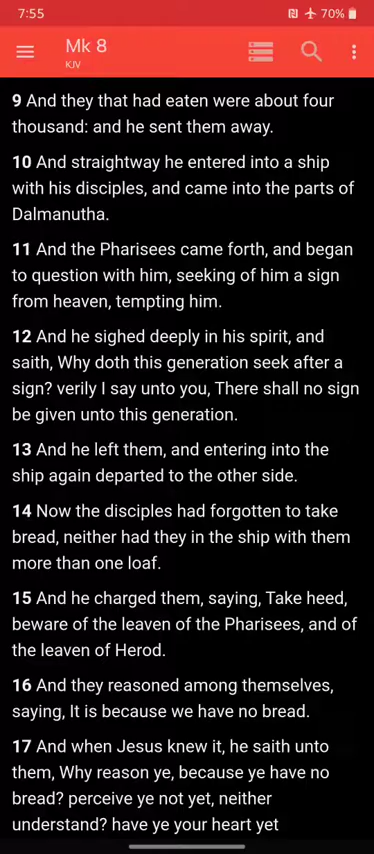 7:55 70%
Mk 8
KJV
9 And they that had eaten were about four
thousand: and he sent them away.
10 And straightway he entered into a ship
with his disciples, and came into the parts of
Dalmanutha.
11 And the Pharisees came forth, and began
to question with him, seeking of him a sign
from heaven, tempting him.
12 And he sighed deeply in his spirit, and
saith, Why doth this generation seek after a
sign? verily I say unto you, There shall no sign
be given unto this generation.
13 And he left them, and entering into the
ship again departed to the other side.
14 Now the disciples had forgotten to take
bread, neither had they in the ship with them
more than one loaf.
15 And he charged them, saying, Take heed,
beware of the leaven of the Pharisees, and of
the leaven of Herod.
16 And they reasoned among themselves,
saying, It is because we have no bread.
17 And when Jesus knew it, he saith unto
them, Why reason ye, because ye have no
bread? perceive ye not yet, neither
understand? have ye your heart yet